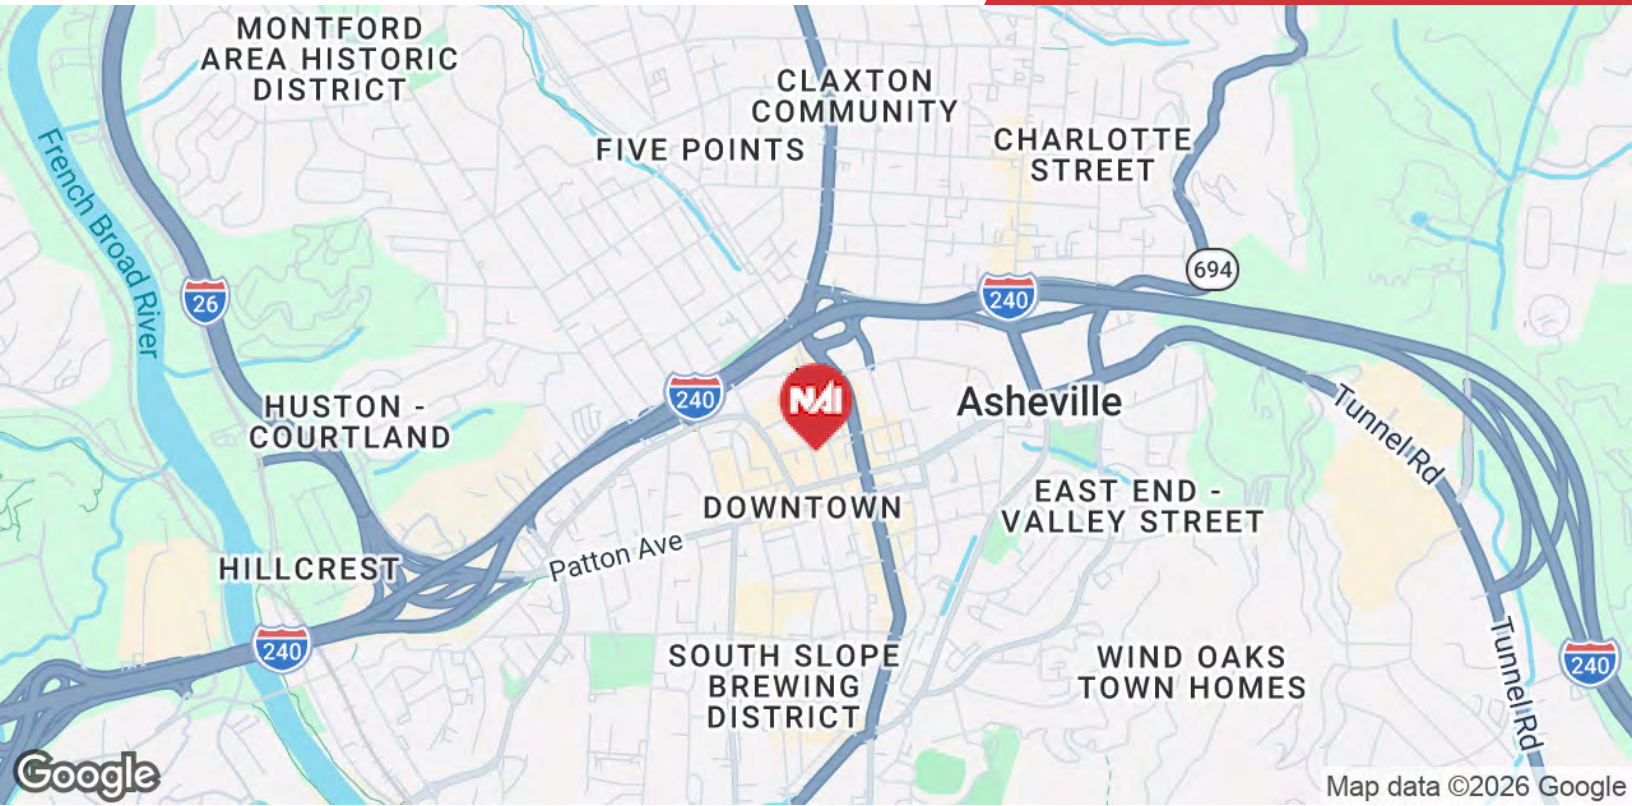 MONTFORD
AREA HISTORIC
DISTRICT
CLAXTON
COMMUNITY
FIVE POINTS
CHARLOTTE
STREET
French Broad River
26
694
240
240
NAI
Asheville
HUSTON -
COURTLAND
Tunnel Rd
DOWNTOWN
EAST END -
VALLEY STREET
Patton Ave
HILLCREST
240
SOUTH SLOPE
BREWING
DISTRICT
WIND OAKS
TOWN HOMES
240
Tunnel Rd
Google
Map data ©2026 Google